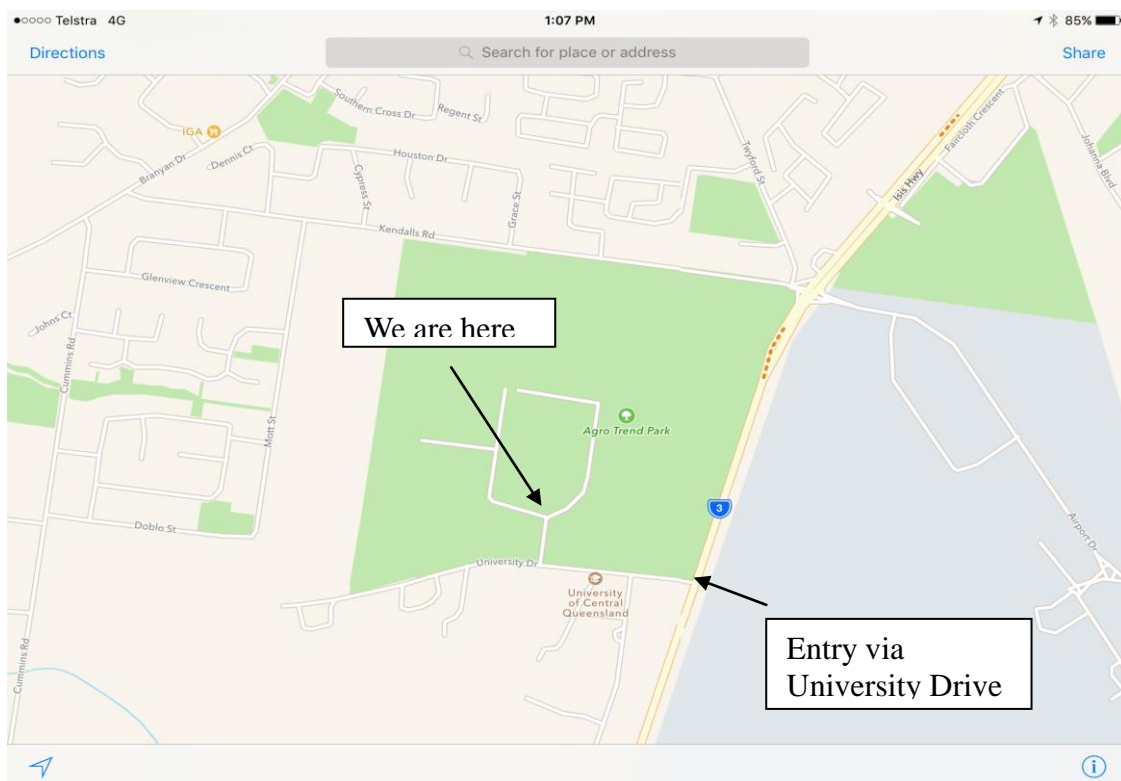 ●○○○○ Telstra 4G
1:07 PM
85%
Directions
Search for place or address
Share
Southern Cross Dr
Regent St
IGA
Dennis Ct
Branyan Dr
Houston Dr
Cypress St
Grace St
Twyford St
Isis Hwy
Faircloth Crescent
Johanna Blvd
Kendalls Rd
Glenview Crescent
Johns Ct
Cummins Rd
Mott St
We are here
Agro Trend Park
3
Doblo St
University Dr
University
of Central
Queensland
Airport Dr
Cummins Rd
Entry via
University Drive